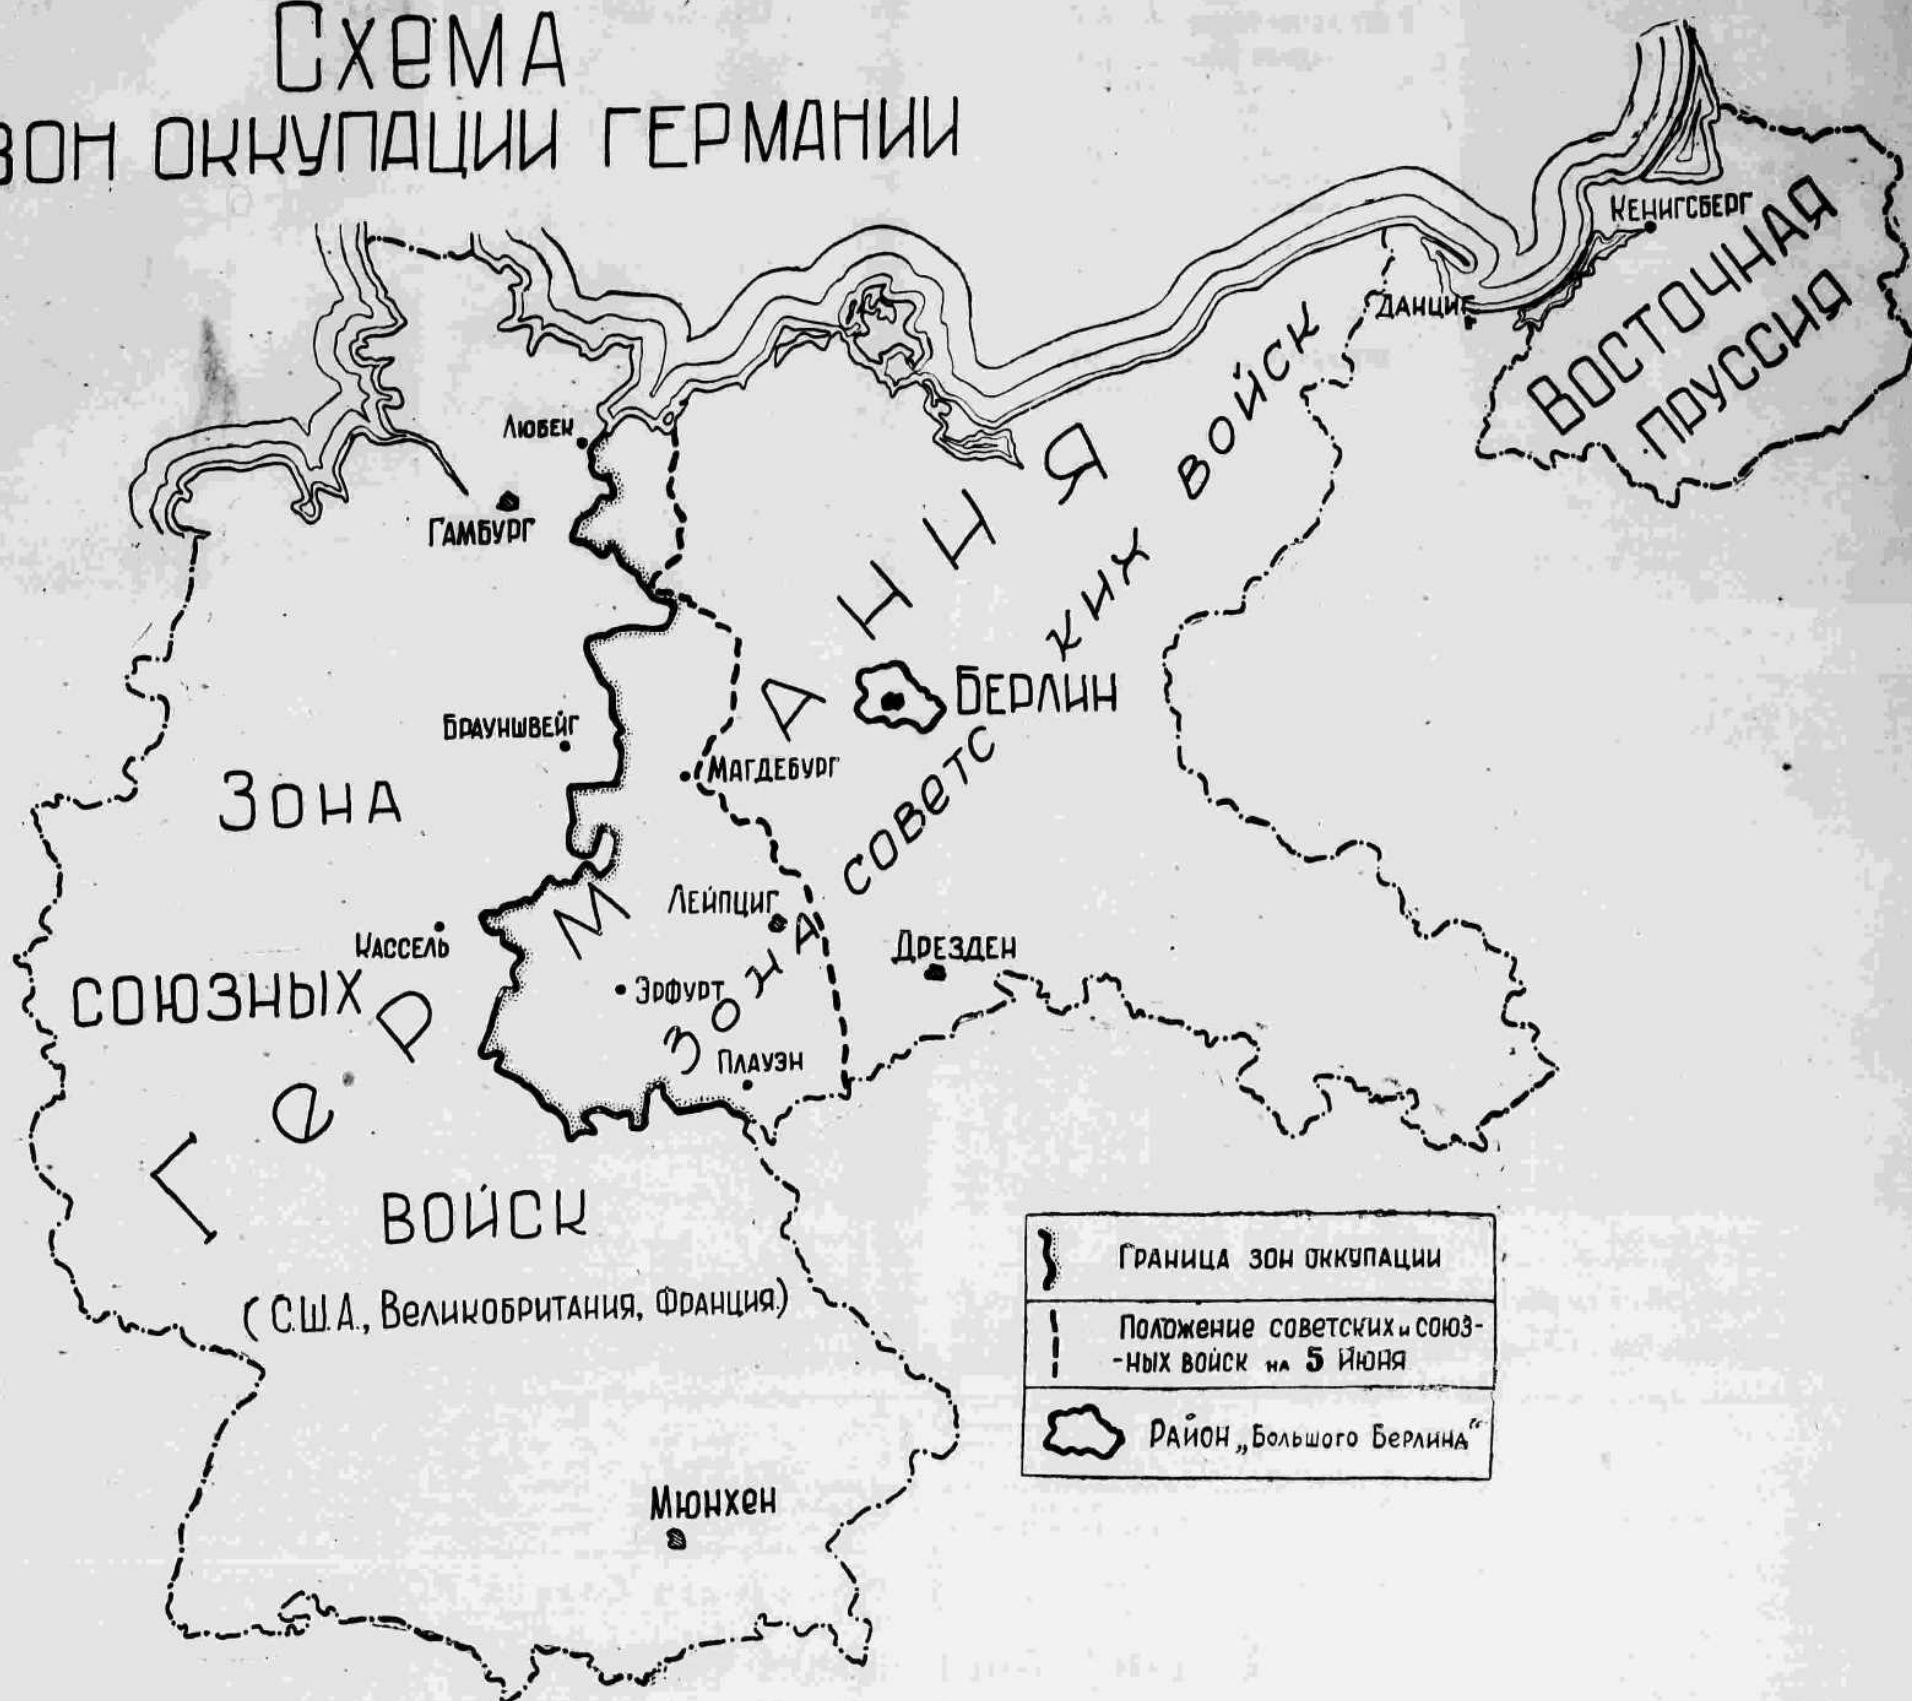 Схема
зон оккупации Германии
Кенигсберг
Восточная
Пруссия
Данциг
Любек
Гамбург
Германия
Зона советских войск
Берлин
Брауншвейг
Магдебург
Зона
союзных
войск
(С.Ш.А., Великобритания, Франция.)
Лейпциг
Кассель
Дрезден
Эрфурт
Плауэн
Мюнхен
Граница зон оккупации
Положение советских и союз-
-ных войск на 5 июня
Район „Большого Берлина“